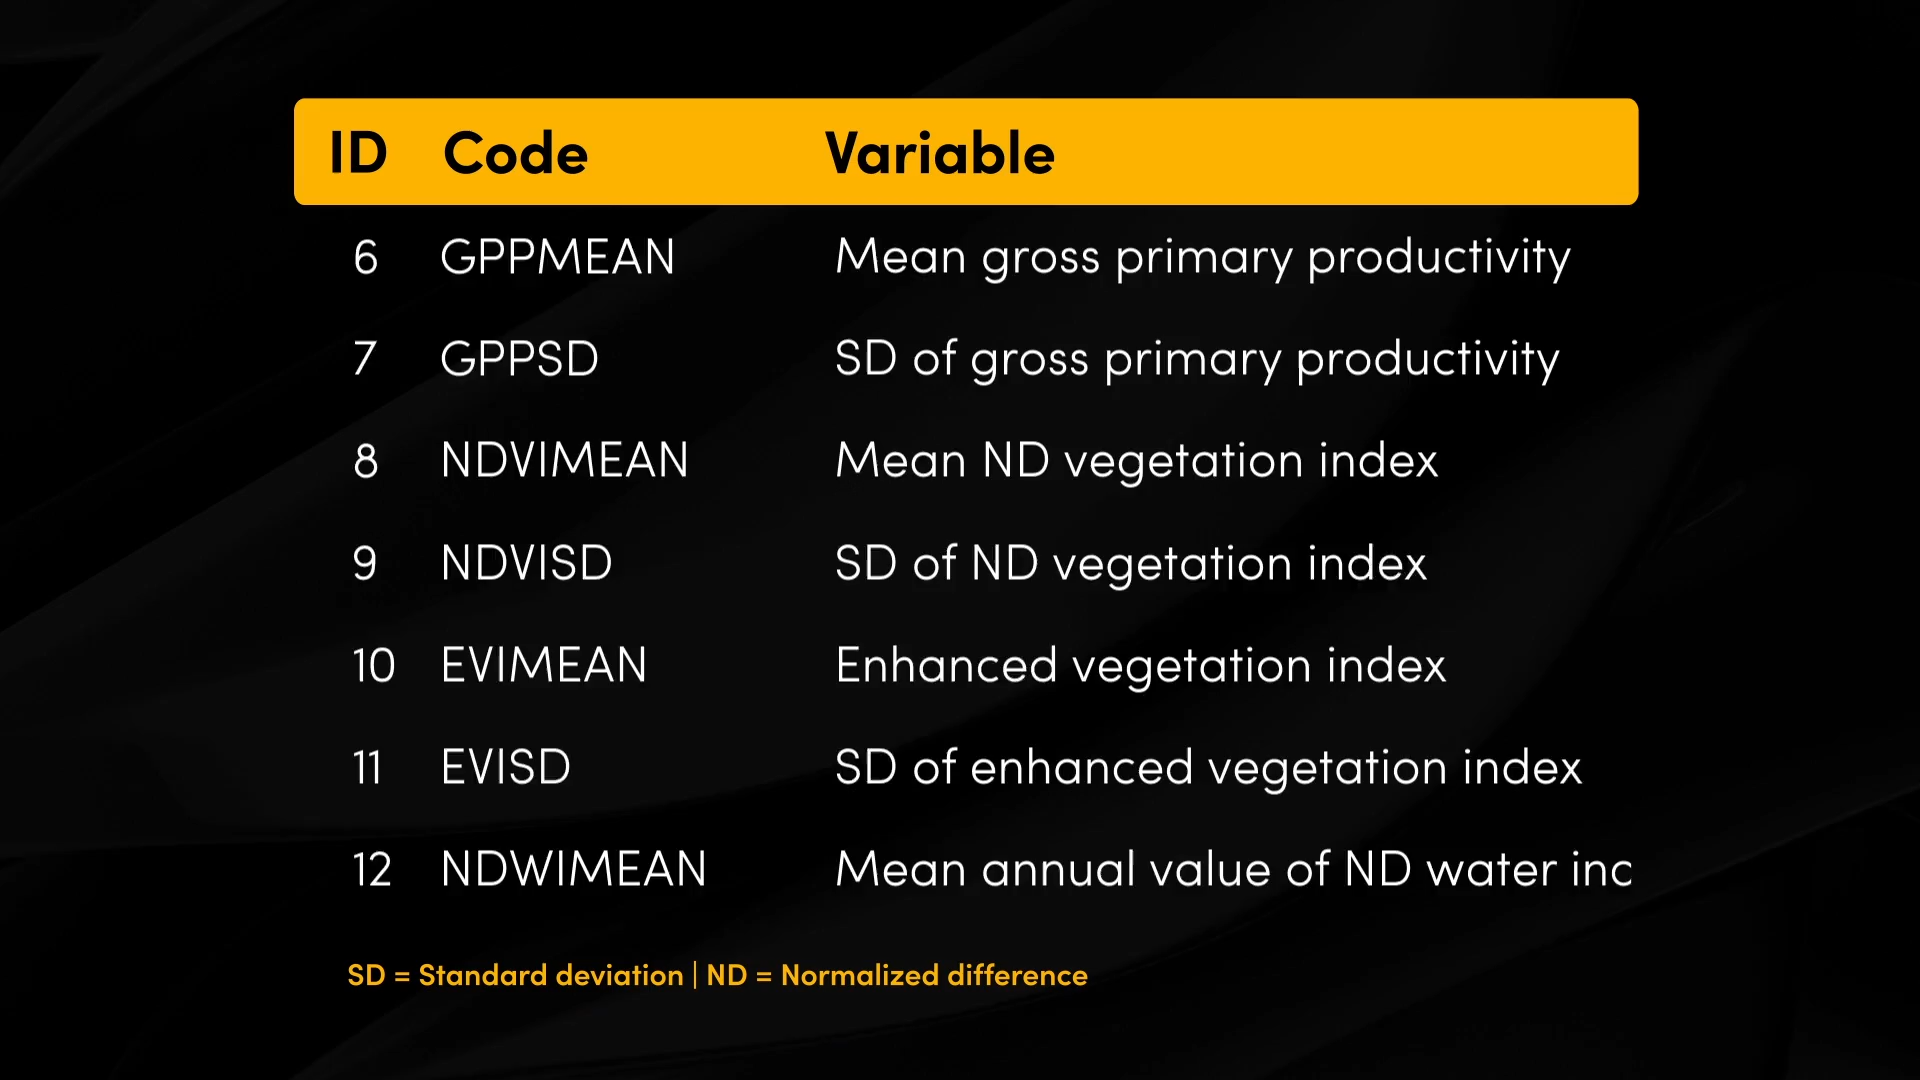 ID Code Variable
6 GPPMEAN Mean gross primary productivity
7 GPPSD SD of gross primary productivity
8 NDVIMEAN Mean ND vegetation index
9 NDVISD SD of ND vegetation index
10 EVIMEAN Enhanced vegetation index
11 EVISD SD of enhanced vegetation index
12 NDWIMEAN Mean annual value of ND water
SD = Standard deviation | ND = Normalized difference